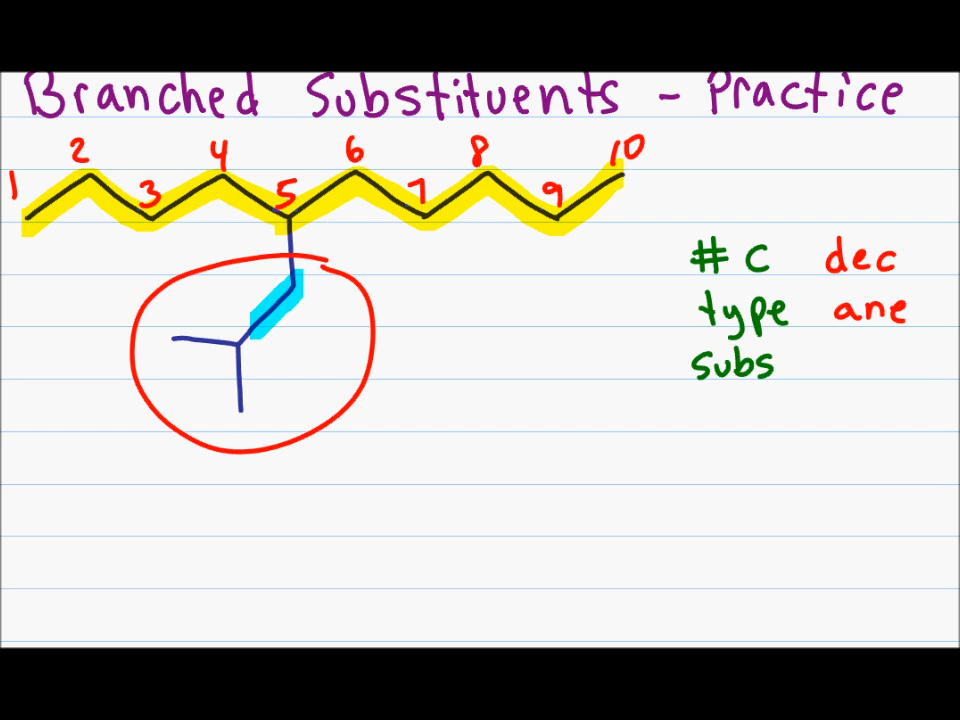 Branched Substituents - Practice
1 2 3 4 5 6 7 8 9 10
# C dec
type ane
subs